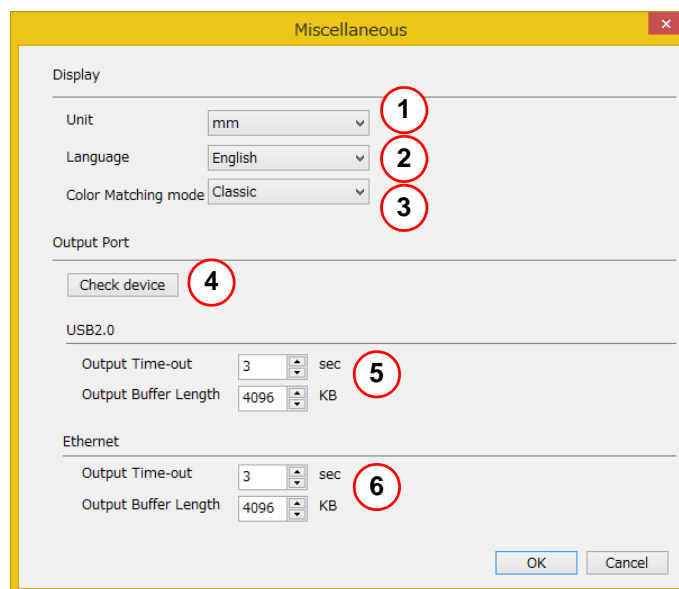 Miscellaneous
×
Display
Unit mm 1
Language English 2
Color Matching mode Classic 3
Output Port
Check device 4
USB2.0
Output Time-out 3 sec 5
Output Buffer Length 4096 KB
Ethernet
Output Time-out 3 sec 6
Output Buffer Length 4096 KB
OK Cancel